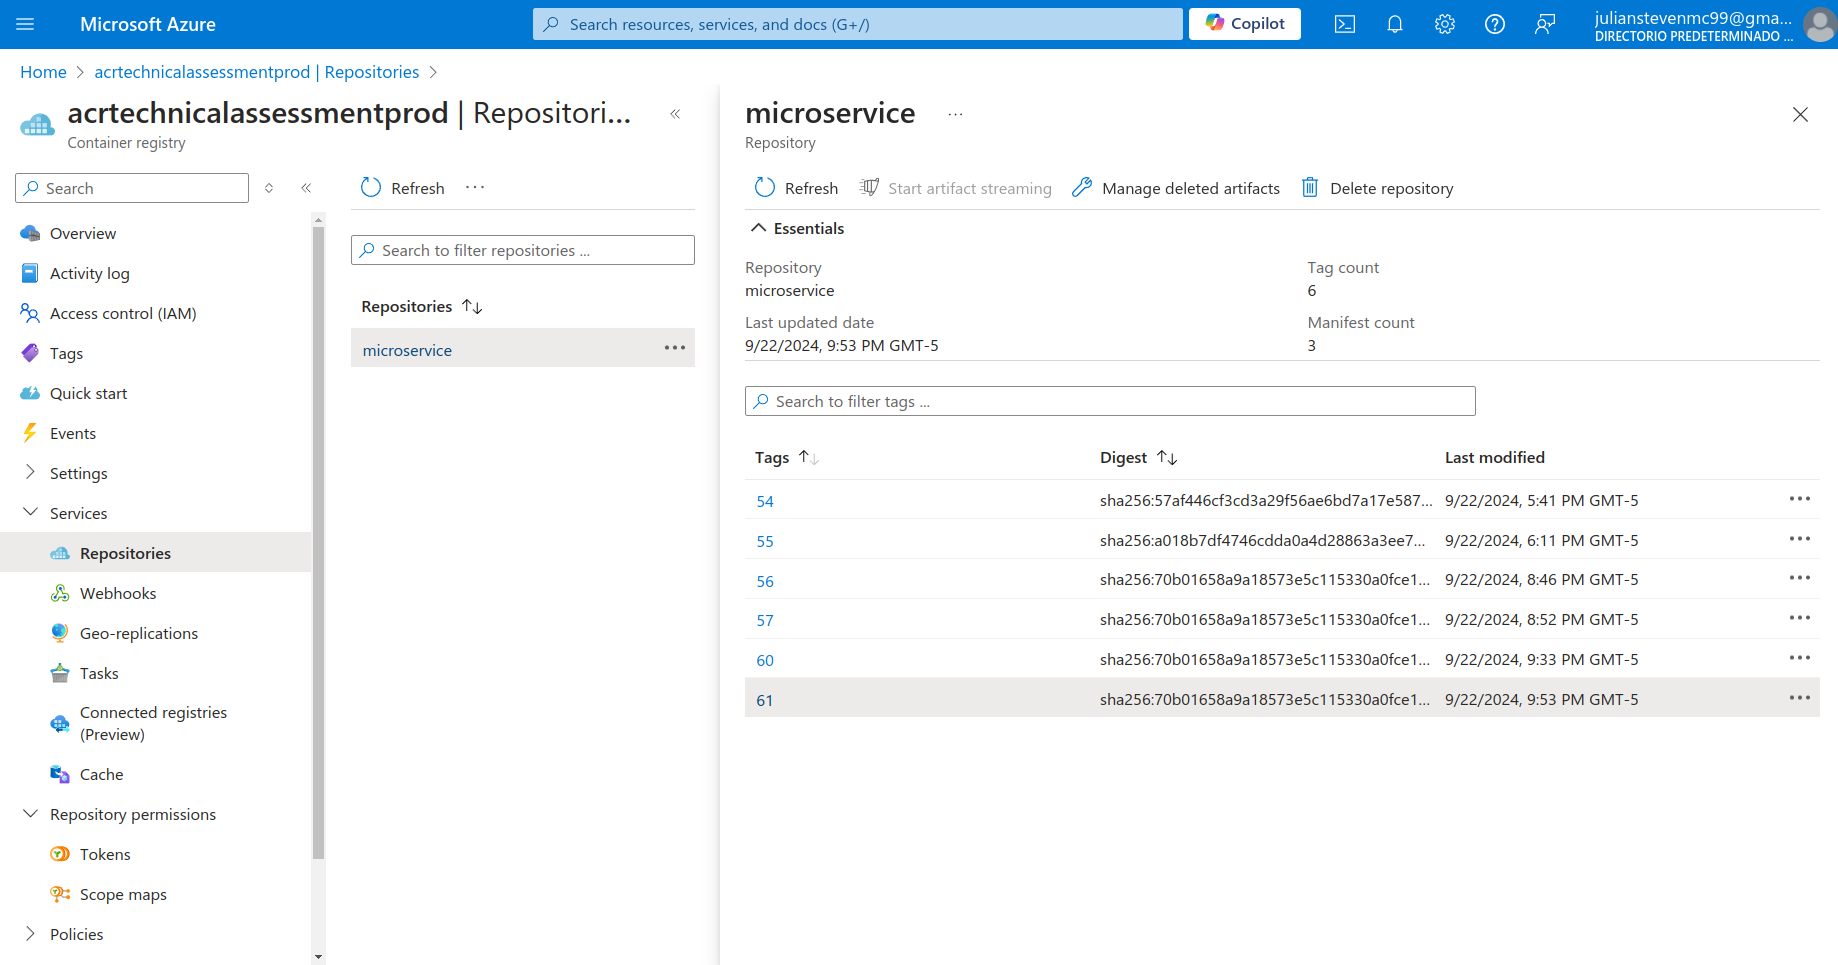 Microsoft Azure
Search resources, services, and docs (G+/)
Copilot
julianstevenmc99@gma...
DIRECTORIO PREDETERMINADO ...
Home > acrtechnicalassessmentprod | Repositories >
acrtechnicalassessmentprod | Repositori...
Container registry
Search
Overview
Activity log
Access control (IAM)
Tags
Quick start
Events
Settings
Services
Repositories
Webhooks
Geo-replications
Tasks
Connected registries
(Preview)
Cache
Repository permissions
Tokens
Scope maps
Policies
Refresh
Search to filter repositories ...
Repositories
microservice
microservice
Repository
Refresh
Start artifact streaming
Manage deleted artifacts
Delete repository
Essentials
Repository
microservice
Tag count
6
Last updated date
9/22/2024, 9:53 PM GMT-5
Manifest count
3
Search to filter tags ...
Tags Digest Last modified
54 sha256:57af446cf3cd3a29f56ae6bd7a17e587... 9/22/2024, 5:41 PM GMT-5
55 sha256:a018b7df4746cdda0a4d28863a3ee7... 9/22/2024, 6:11 PM GMT-5
56 sha256:70b01658a9a18573e5c115330a0fce1... 9/22/2024, 8:46 PM GMT-5
57 sha256:70b01658a9a18573e5c115330a0fce1... 9/22/2024, 8:52 PM GMT-5
60 sha256:70b01658a9a18573e5c115330a0fce1... 9/22/2024, 9:33 PM GMT-5
61 sha256:70b01658a9a18573e5c115330a0fce1... 9/22/2024, 9:53 PM GMT-5